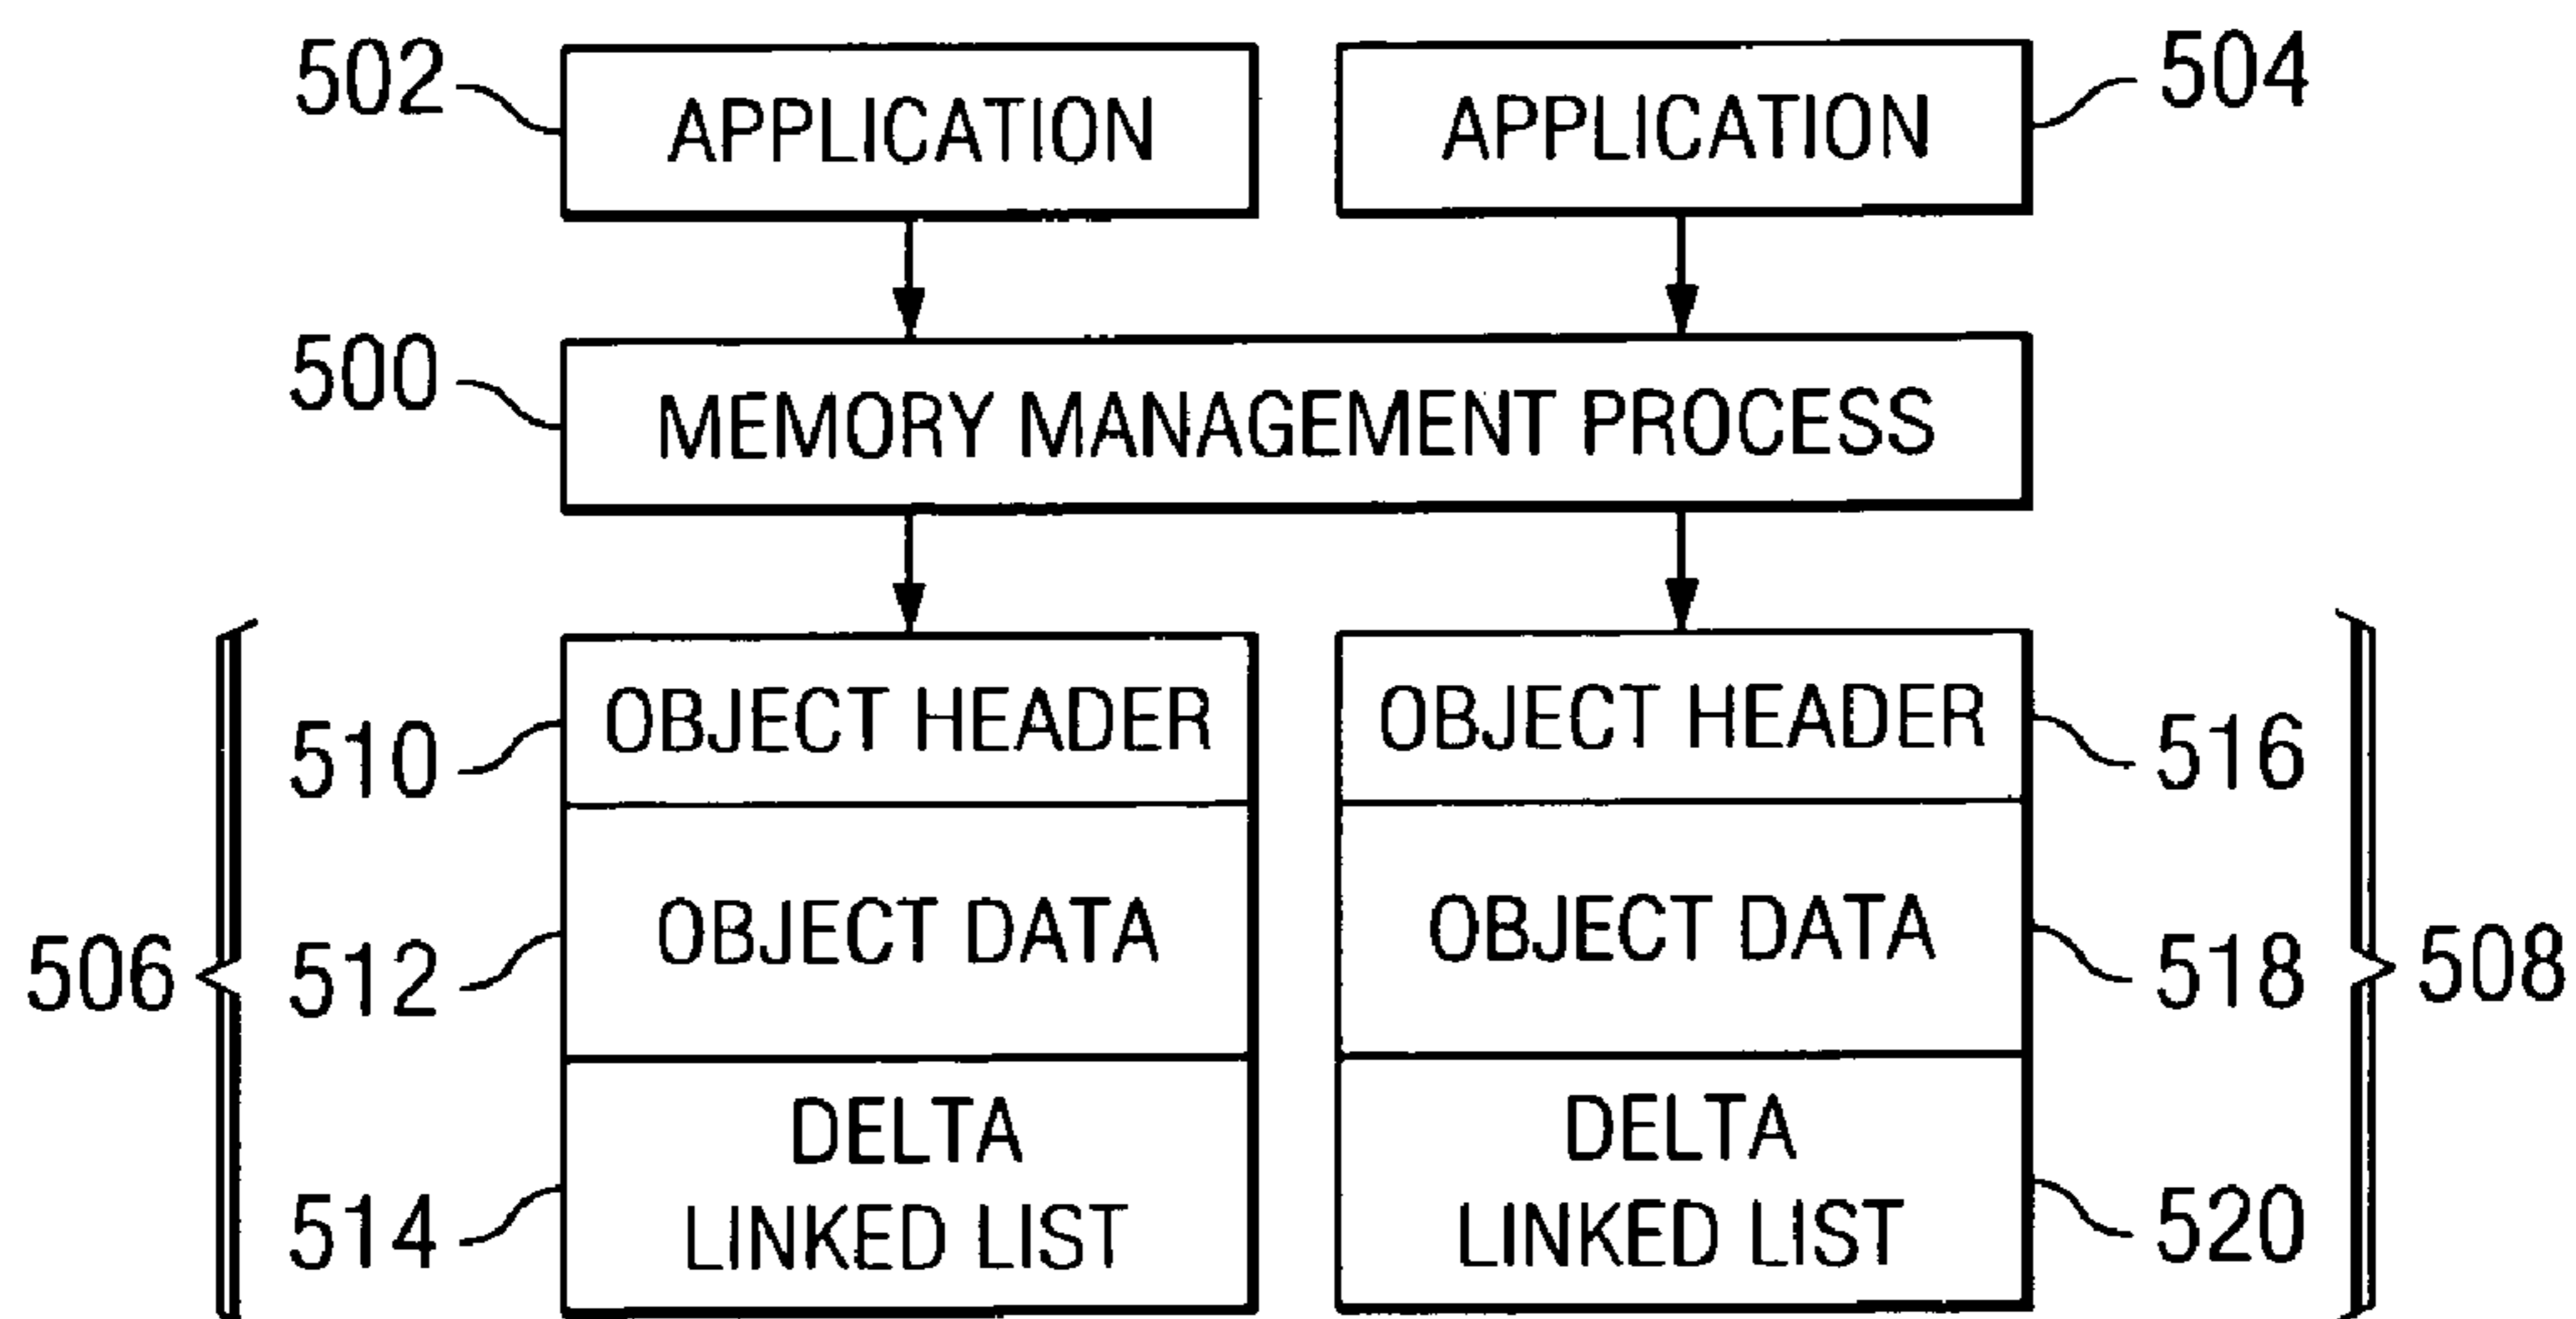 502 APPLICATION APPLICATION 504
500 MEMORY MANAGEMENT PROCESS
510 OBJECT HEADER OBJECT HEADER 516
506 512 OBJECT DATA OBJECT DATA 518 508
DELTA DELTA
514 LINKED LIST LINKED LIST 520